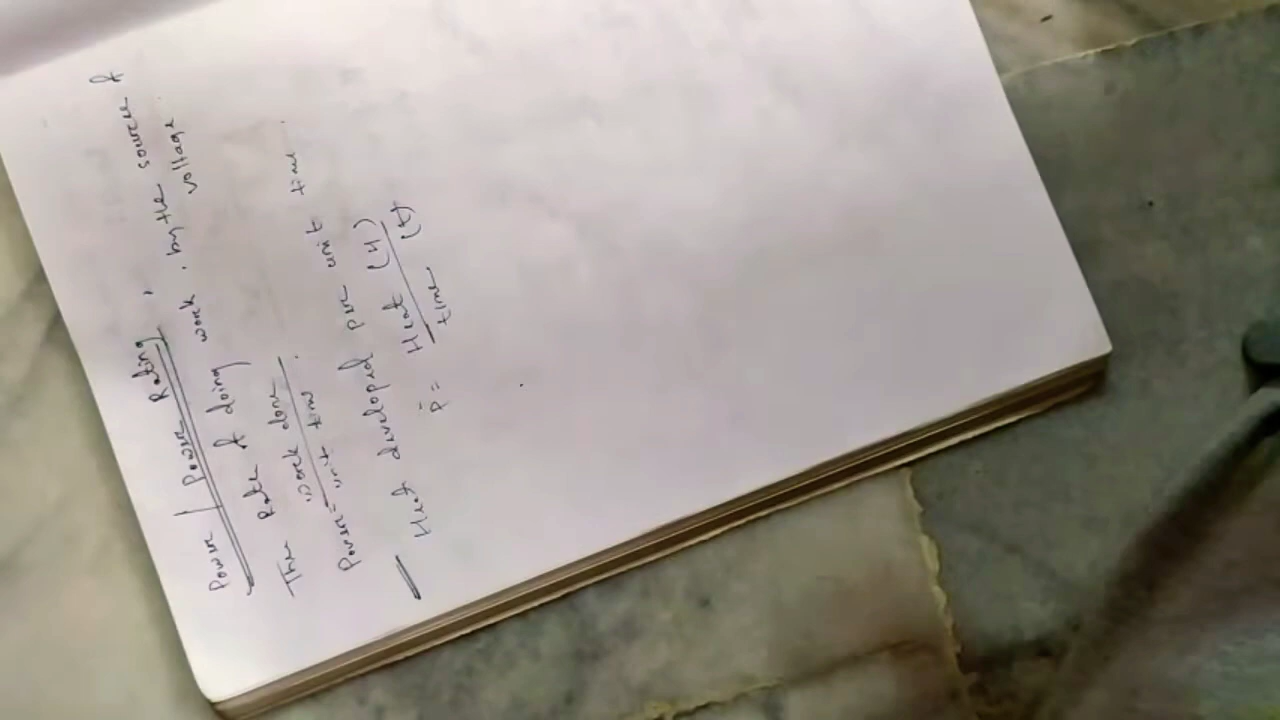 Power / Power Rating,
The Rate of doing work, by the source of
voltage
Power = work done / unit time.
Heat developed per unit time.
P = Heat (H) / time (t)